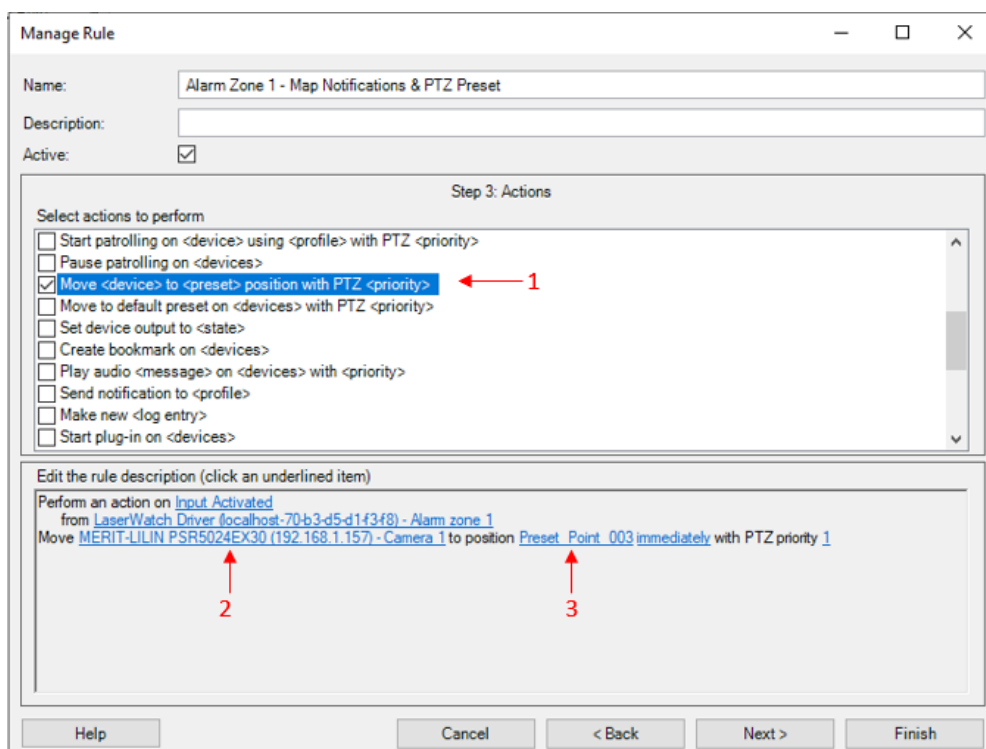 Manage Rule
Name:
Alarm Zone 1 - Map Notifications & PTZ Preset
Description:
Active:
Step 3: Actions
Select actions to perform
Start patrolling on <device> using <profile> with PTZ <priority>
Pause patrolling on <devices>
Move <device> to <preset> position with PTZ <priority>
1
Move to default preset on <devices> with PTZ <priority>
Set device output to <state>
Create bookmark on <devices>
Play audio <message> on <devices> with <priority>
Send notification to <profile>
Make new <log entry>
Start plug-in on <devices>
Edit the rule description (click an underlined item)
Perform an action on Input Activated
from LaserWatch Driver (localhost-70-b3-d5-d1-f3-f8) - Alarm zone 1
Move MERIT-LILIN PSR5024EX30 (192.168.1.157) - Camera 1 to position Preset_Point_003 immediately with PTZ priority 1
2 3
Help Cancel < Back Next > Finish